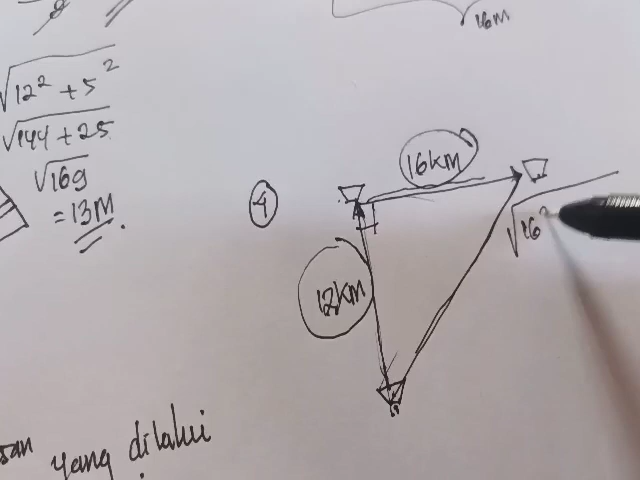 16M
√12² + 5²
√144 + 25
√169
= 13M
4
16KM
12KM
√16²
yang dilalui